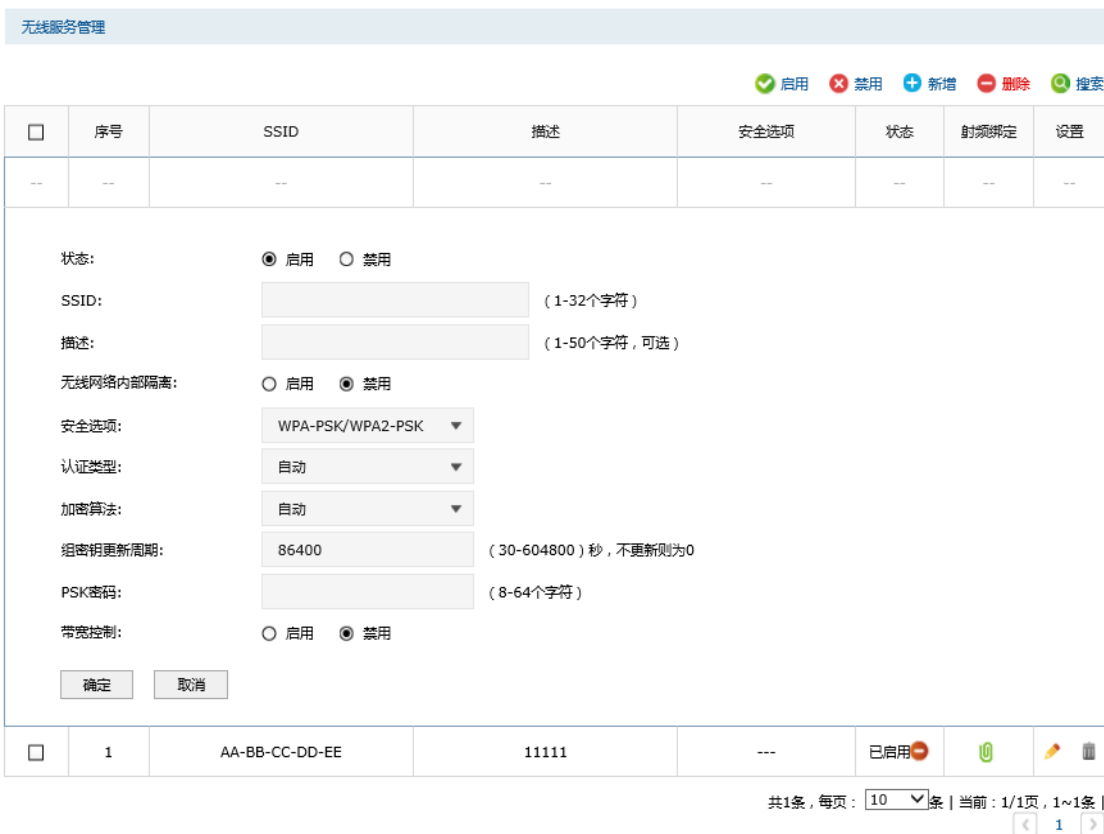 无线服务管理
启用 禁用 新增 删除 搜索
序号 SSID 描述 安全选项 状态 射频绑定 设置
-- -- -- -- -- -- -- --
状态: 启用 禁用
SSID: (1-32个字符)
描述: (1-50个字符,可选)
无线网络内部隔离: 启用 禁用
安全选项: WPA-PSK/WPA2-PSK
认证类型: 自动
加密算法: 自动
组密钥更新周期: 86400 (30-604800)秒,不更新则为0
PSK密码: (8-64个字符)
带宽控制: 启用 禁用
确定 取消
1 AA-BB-CC-DD-EE 11111 --- 已启用
共1条,每页: 10 条 | 当前:1/1页,1~1条 |
< 1 >